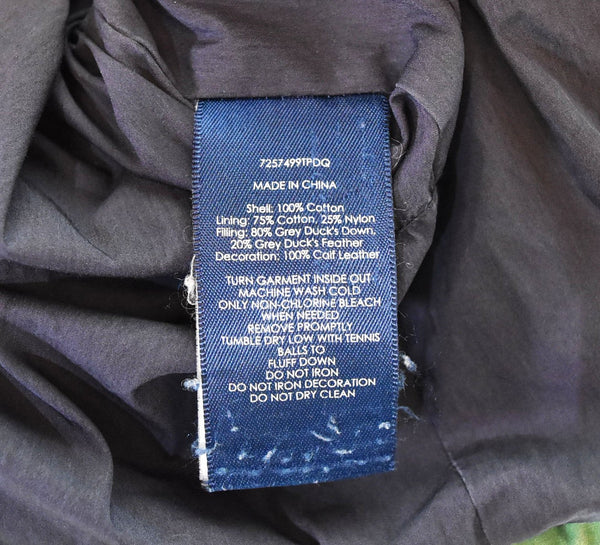 7257499TPDQ
MADE IN CHINA
Shell: 100% Cotton
Lining: 75% Cotton, 25% Nylon
Filling: 80% Grey Duck's Down,
20% Grey Duck's Feather
Decoration: 100% Calf Leather
TURN GARMENT INSIDE OUT
MACHINE WASH COLD
ONLY NON-CHLORINE BLEACH
WHEN NEEDED
REMOVE PROMPTLY
TUMBLE DRY LOW WITH TENNIS
BALLS TO
FLUFF DOWN
DO NOT IRON
DO NOT IRON DECORATION
DO NOT DRY CLEAN